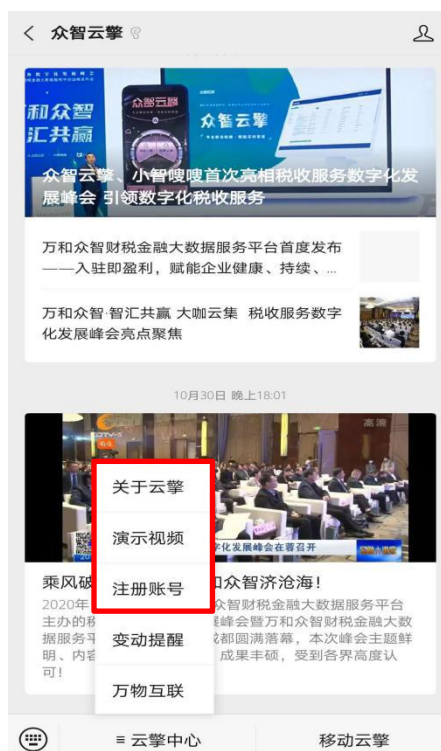 众智云擎
和众智
汇共赢
众智云擎
众智云擎
众智云擎、小智嗖嗖首次亮相税收服务数字化发
展峰会 引领数字化税收服务
万和众智财税金融大数据服务平台首度发布
——入驻即盈利，赋能企业健康、持续、...
万和众智·智汇共赢 大咖云集 税收服务数字
化发展峰会亮点聚焦
10月30日 晚上18:01
高清
CDTV-5
字化发展峰会在蓉召开
关于云擎
演示视频
注册账号
变动提醒
万物互联
乘风破
和众智济沧海！
2020年
众智财税金融大数据服务平台
主办的税
峰会暨万和众智财税金融大数
据服务平
成都圆满落幕，本次峰会主题鲜
明、内容
成果丰硕，受到各界高度认
可！
≡ 云擎中心
移动云擎